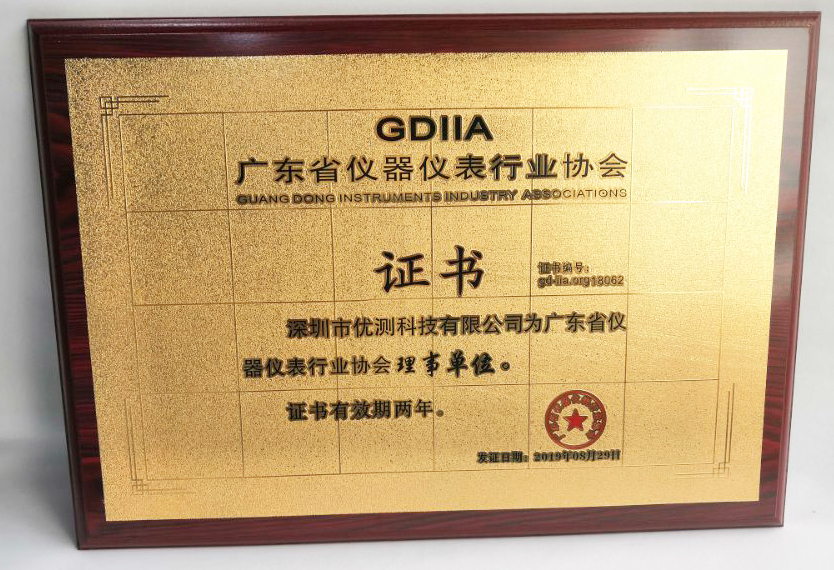 GDIIA
广东省仪器仪表行业协会
GUANG DONG INSTRUMENTS INDUSTRY ASSOCIATIONS
证书
证书编号：
gd-iia.org18062
深圳市优测科技有限公司为广东省仪
器仪表行业协会理事单位。
证书有效期两年。
发证日期：2019年08月29日